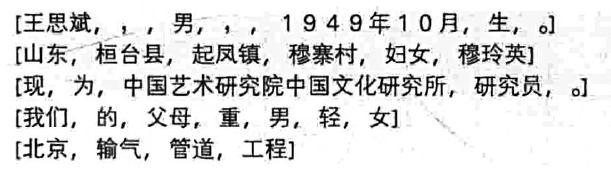 [王思斌, ，, 男, ，, １９４９年１０月, 生, 。]
[山东, 桓台县, 起凤镇, 穆寨村, 妇女, 穆玲英]
[现, 为, 中国艺术研究院中国文化研究所, 研究员, 。]
[我们, 的, 父母, 重, 男, 轻, 女]
[北京, 输气, 管道, 工程]